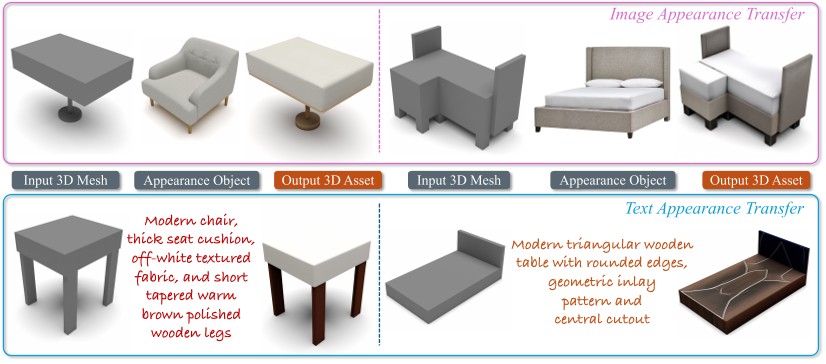 Image Appearance Transfer
Input 3D Mesh
Appearance Object
Output 3D Asset
Input 3D Mesh
Appearance Object
Output 3D Asset
Text Appearance Transfer
Modern chair,
thick seat cushion,
off-white textured
fabric, and short
tapered warm
brown polished
wooden legs
Modern triangular wooden
table with rounded edges,
geometric inlay
pattern and
central cutout